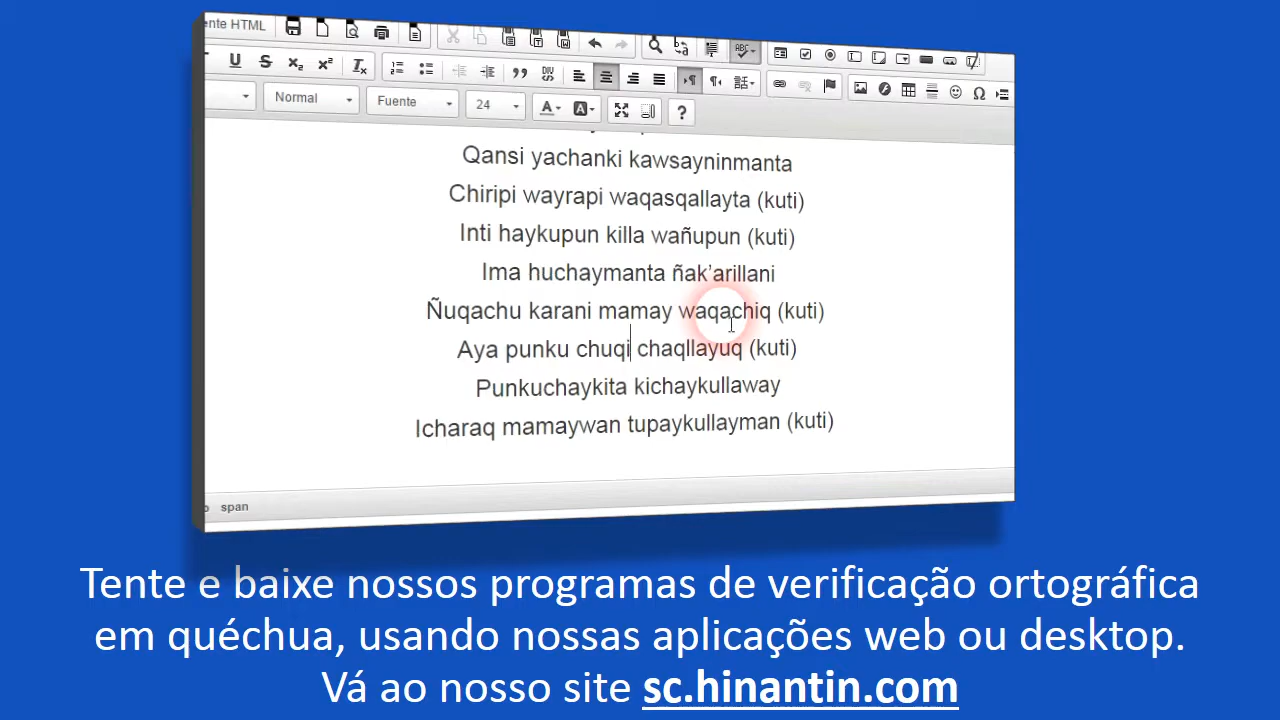 ente HTML
Normal Fuente 24
Qansi yachanki kawsayninmanta
Chiripi wayrapi waqasqallayta (kuti)
Inti haykupun killa wañupun (kuti)
Ima huchaymanta ñak'arillani
Ñuqachu karani mamay waqachiq (kuti)
Aya punku chuqi chaqllayuq (kuti)
Punkuchaykita kichaykullaway
Icharaq mamaywan tupaykullayman (kuti)
span
Tente e baixe nossos programas de verificação ortográfica
em quéchua, usando nossas aplicações web ou desktop.
Vá ao nosso site sc.hinantin.com